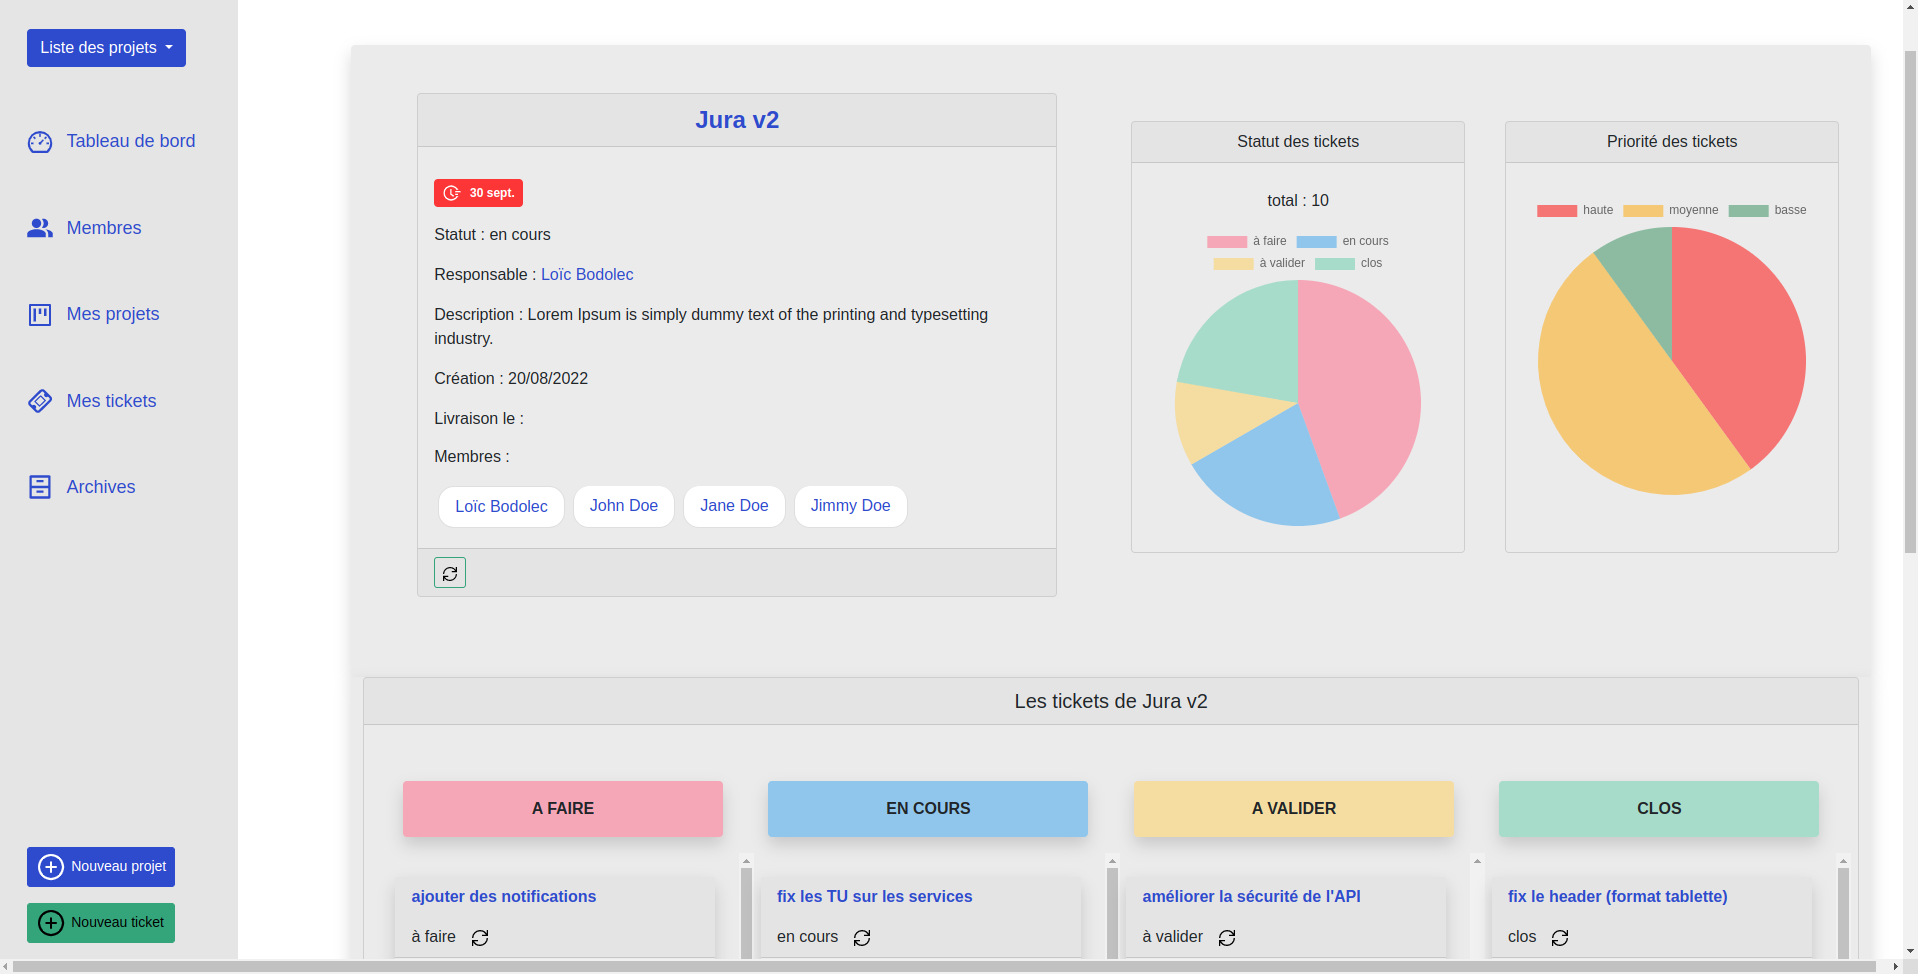 Liste des projets
Tableau de bord
Membres
Mes projets
Mes tickets
Archives
Nouveau projet
Nouveau ticket
Jura v2
30 sept.
Statut : en cours
Responsable : Loïc Bodolec
Description : Lorem Ipsum is simply dummy text of the printing and typesetting
industry.
Création : 20/08/2022
Livraison le :
Membres :
Loïc Bodolec John Doe Jane Doe Jimmy Doe
Statut des tickets
total : 10
à faire en cours
à valider clos
Priorité des tickets
haute moyenne basse
Les tickets de Jura v2
A FAIRE EN COURS A VALIDER CLOS
ajouter des notifications
à faire
fix les TU sur les services
en cours
améliorer la sécurité de l'API
à valider
fix le header (format tablette)
clos